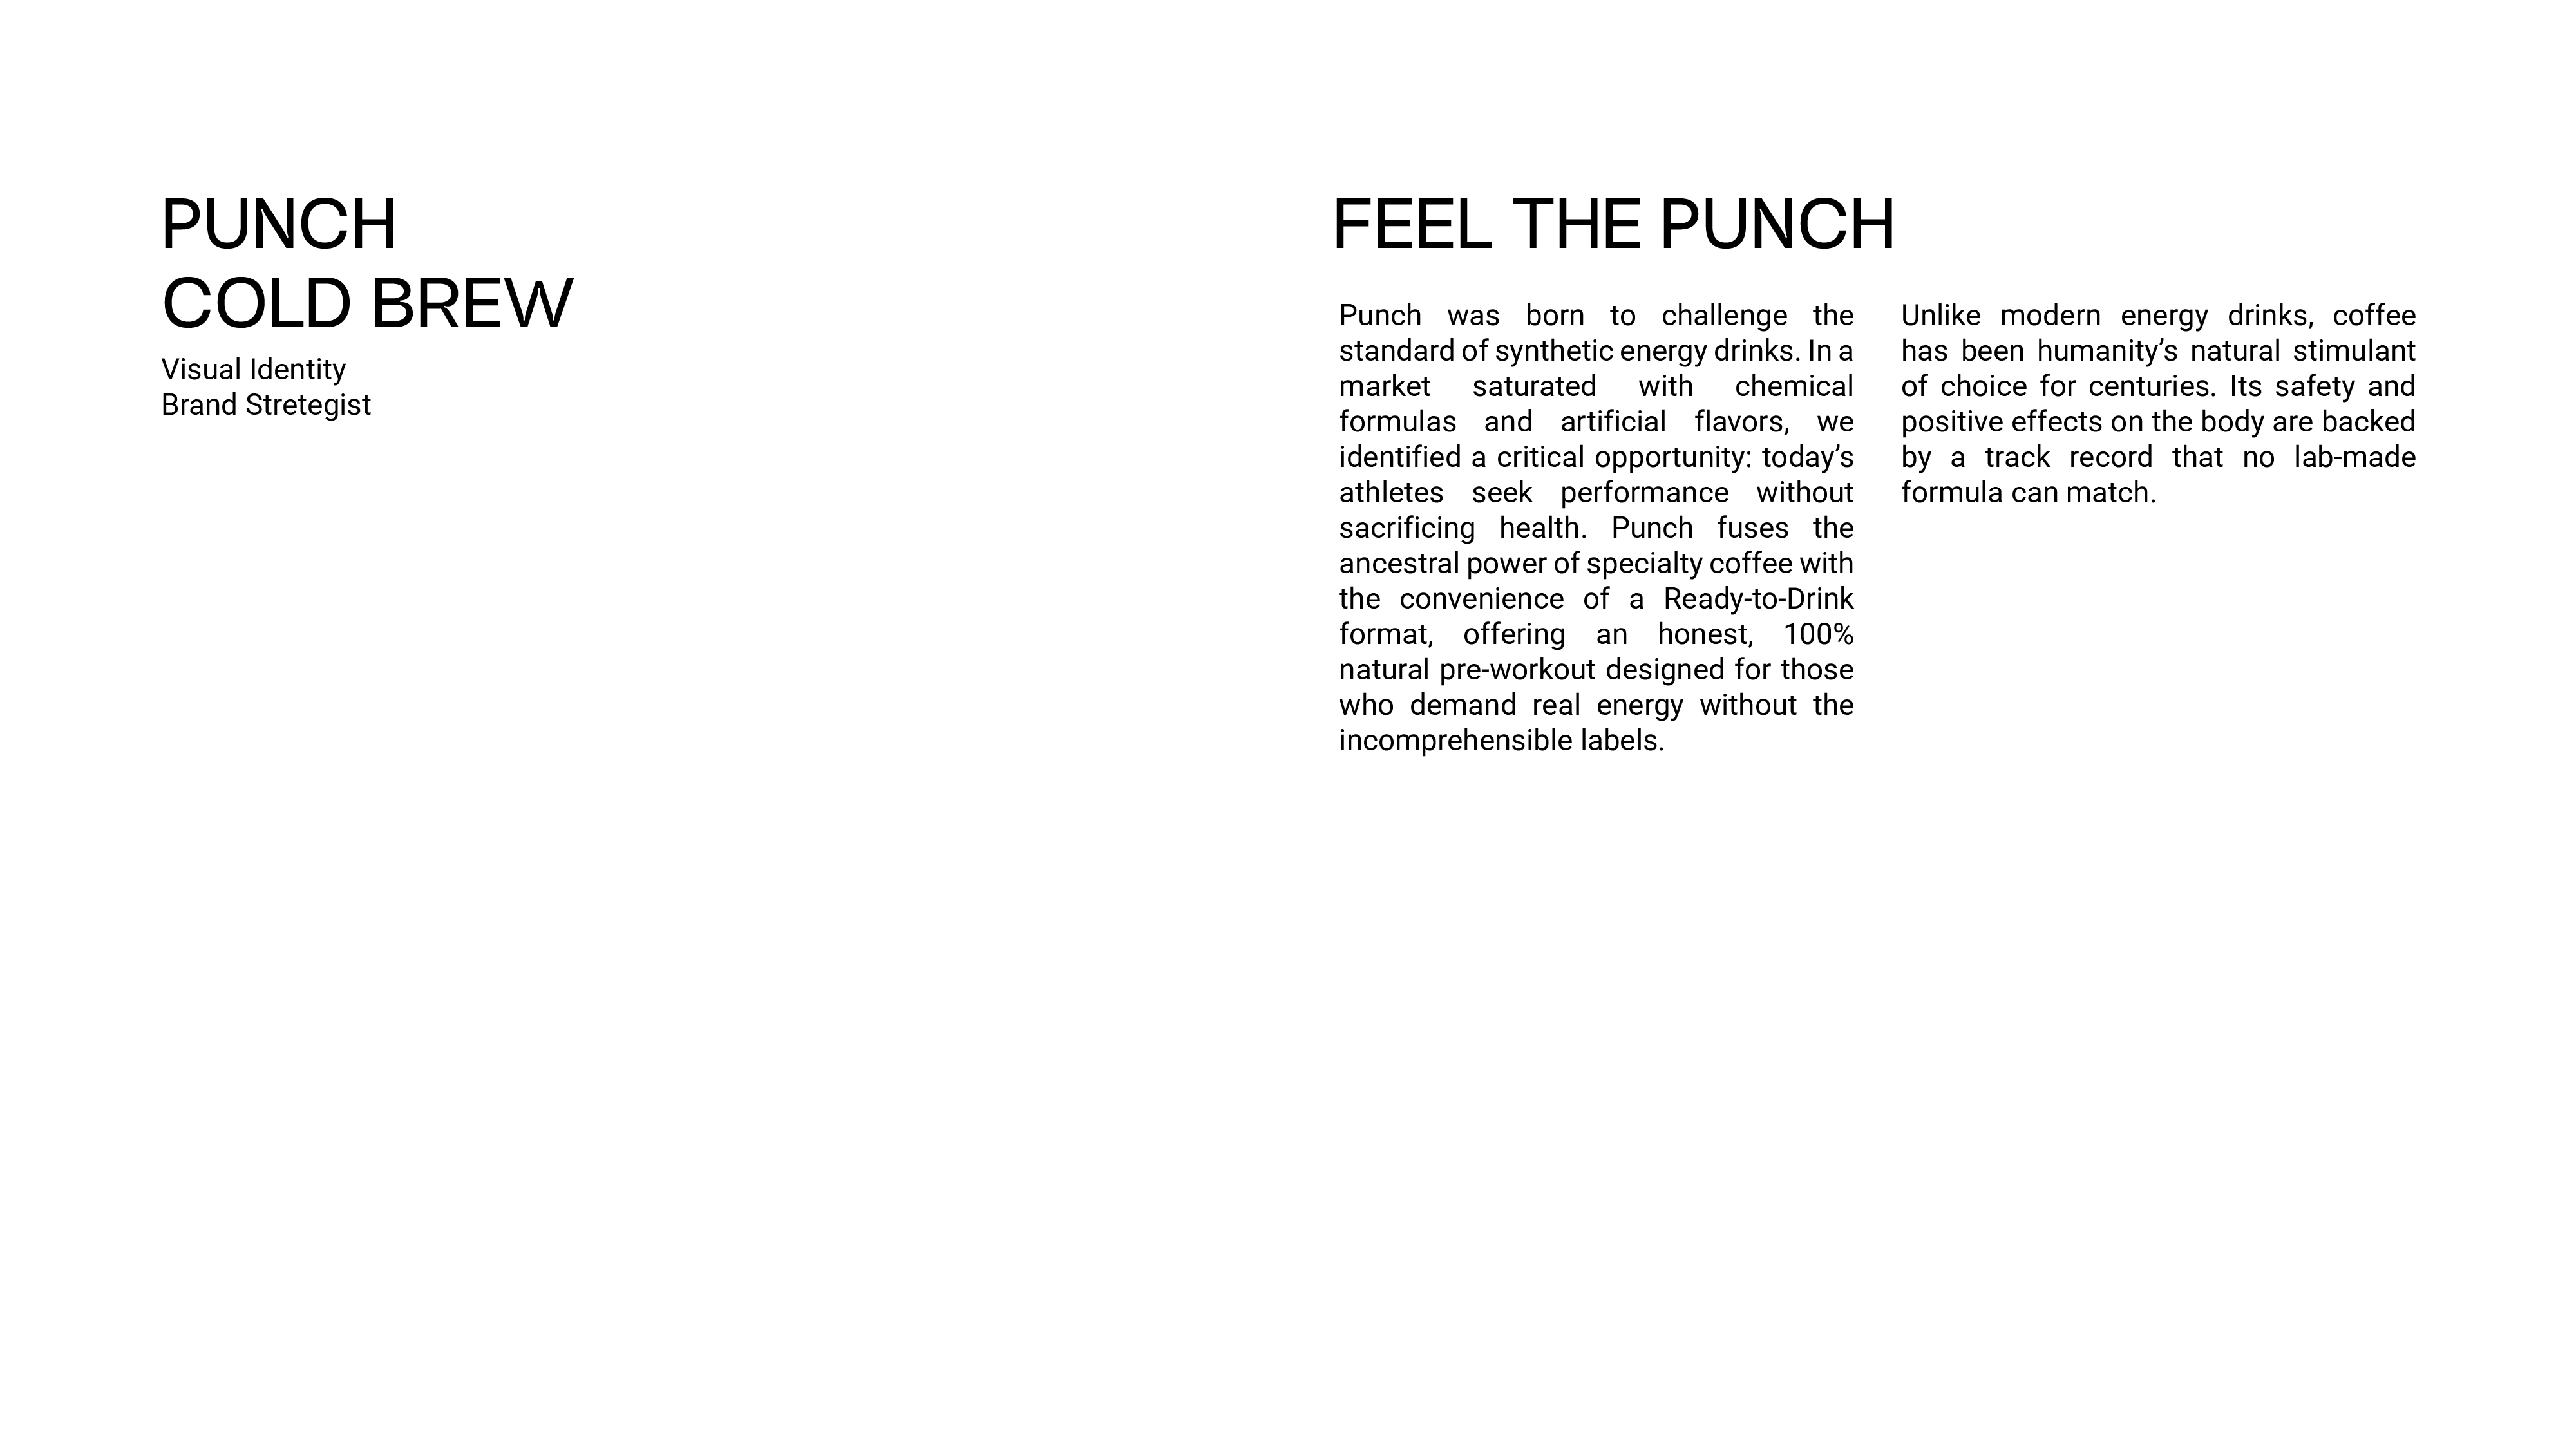 PUNCH
COLD BREW
Visual Identity
Brand Stretegist
FEEL THE PUNCH
Punch was born to challenge the
standard of synthetic energy drinks. In a
market saturated with chemical
formulas and artificial flavors, we
identified a critical opportunity: today’s
athletes seek performance without
sacrificing health. Punch fuses the
ancestral power of specialty coffee with
the convenience of a Ready-to-Drink
format, offering an honest, 100%
natural pre-workout designed for those
who demand real energy without the
incomprehensible labels.
Unlike modern energy drinks, coffee
has been humanity’s natural stimulant
of choice for centuries. Its safety and
positive effects on the body are backed
by a track record that no lab-made
formula can match.